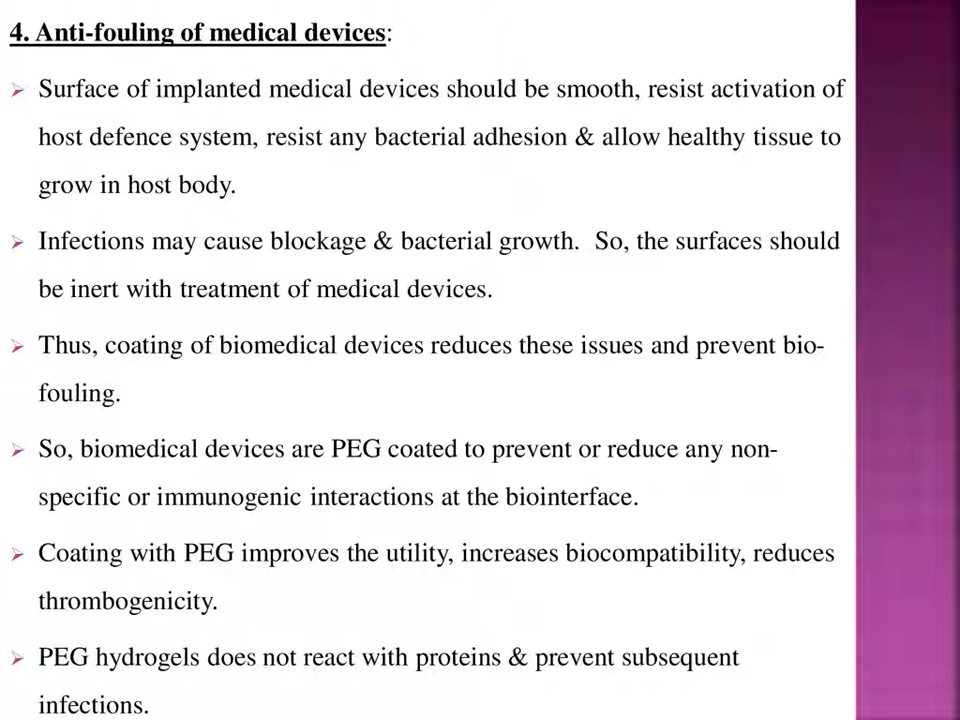 4. Anti-fouling of medical devices:
Surface of implanted medical devices should be smooth, resist activation of
host defence system, resist any bacterial adhesion & allow healthy tissue to
grow in host body.
Infections may cause blockage & bacterial growth.  So, the surfaces should
be inert with treatment of medical devices.
Thus, coating of biomedical devices reduces these issues and prevent bio-
fouling.
So, biomedical devices are PEG coated to prevent or reduce any non-
specific or immunogenic interactions at the biointerface.
Coating with PEG improves the utility, increases biocompatibility, reduces
thrombogenicity.
PEG hydrogels does not react with proteins & prevent subsequent
infections.